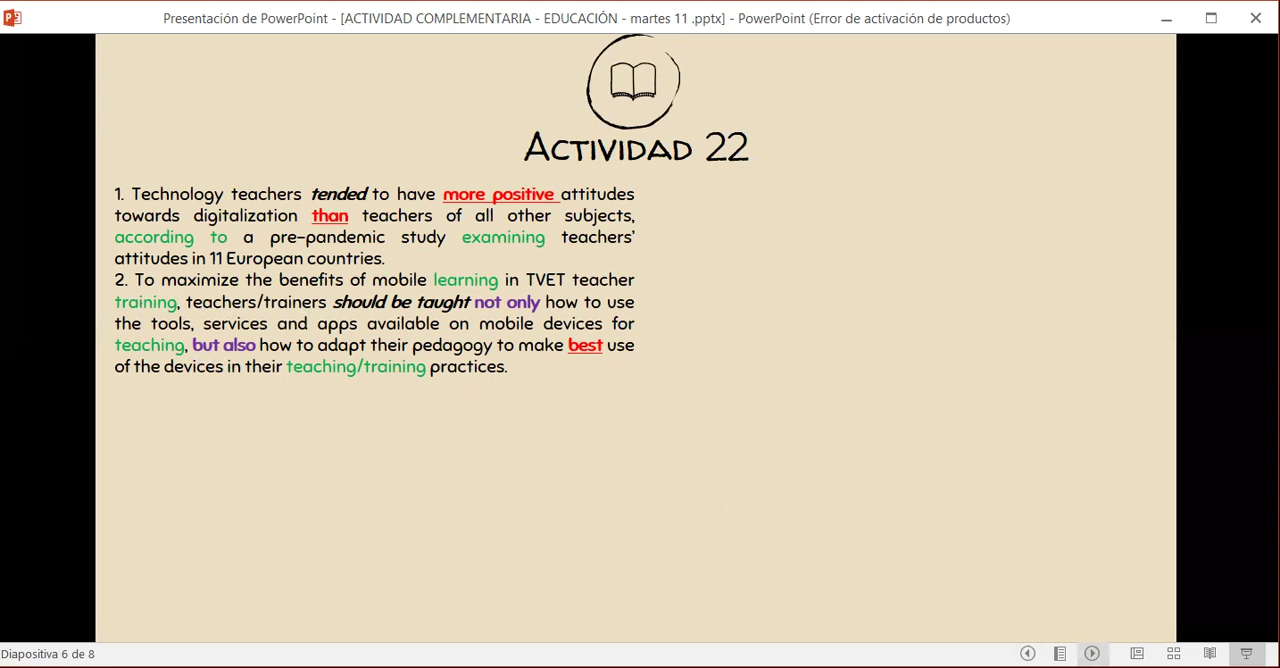 Presentación de PowerPoint - [ACTIVIDAD COMPLEMENTARIA - EDUCACIÓN - martes 11 .pptx] - PowerPoint (Error de activación de productos)
ACTIVIDAD 22
1. Technology teachers tended to have more positive attitudes
towards digitalization than teachers of all other subjects,
according to a pre-pandemic study examining teachers'
attitudes in 11 European countries.
2. To maximize the benefits of mobile learning in TVET teacher
training, teachers/trainers should be taught not only how to use
the tools, services and apps available on mobile devices for
teaching, but also how to adapt their pedagogy to make best use
of the devices in their teaching/training practices.
Diapositiva 6 de 8